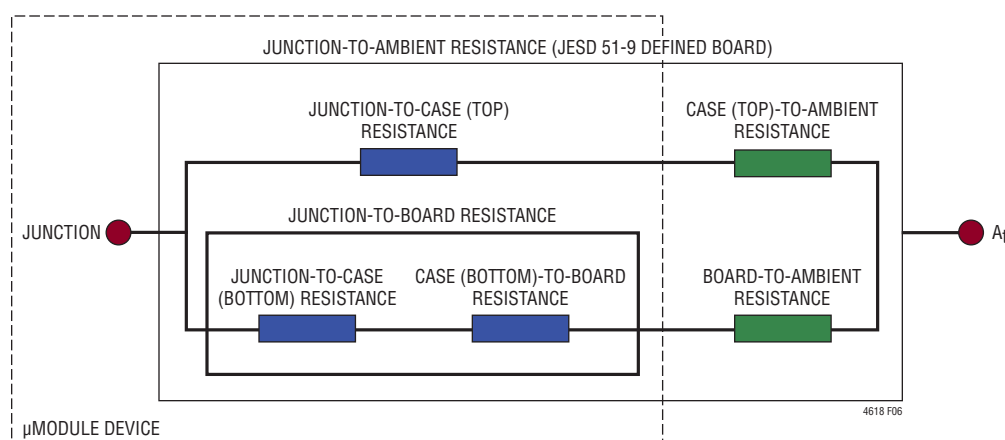 JUNCTION-TO-AMBIENT RESISTANCE (JESD 51-9 DEFINED BOARD)
JUNCTION-TO-CASE (TOP)
RESISTANCE
CASE (TOP)-TO-AMBIENT
RESISTANCE
JUNCTION-TO-BOARD RESISTANCE
JUNCTION
JUNCTION-TO-CASE
(BOTTOM) RESISTANCE
CASE (BOTTOM)-TO-BOARD
RESISTANCE
BOARD-TO-AMBIENT
RESISTANCE
4618 F06
µMODULE DEVICE